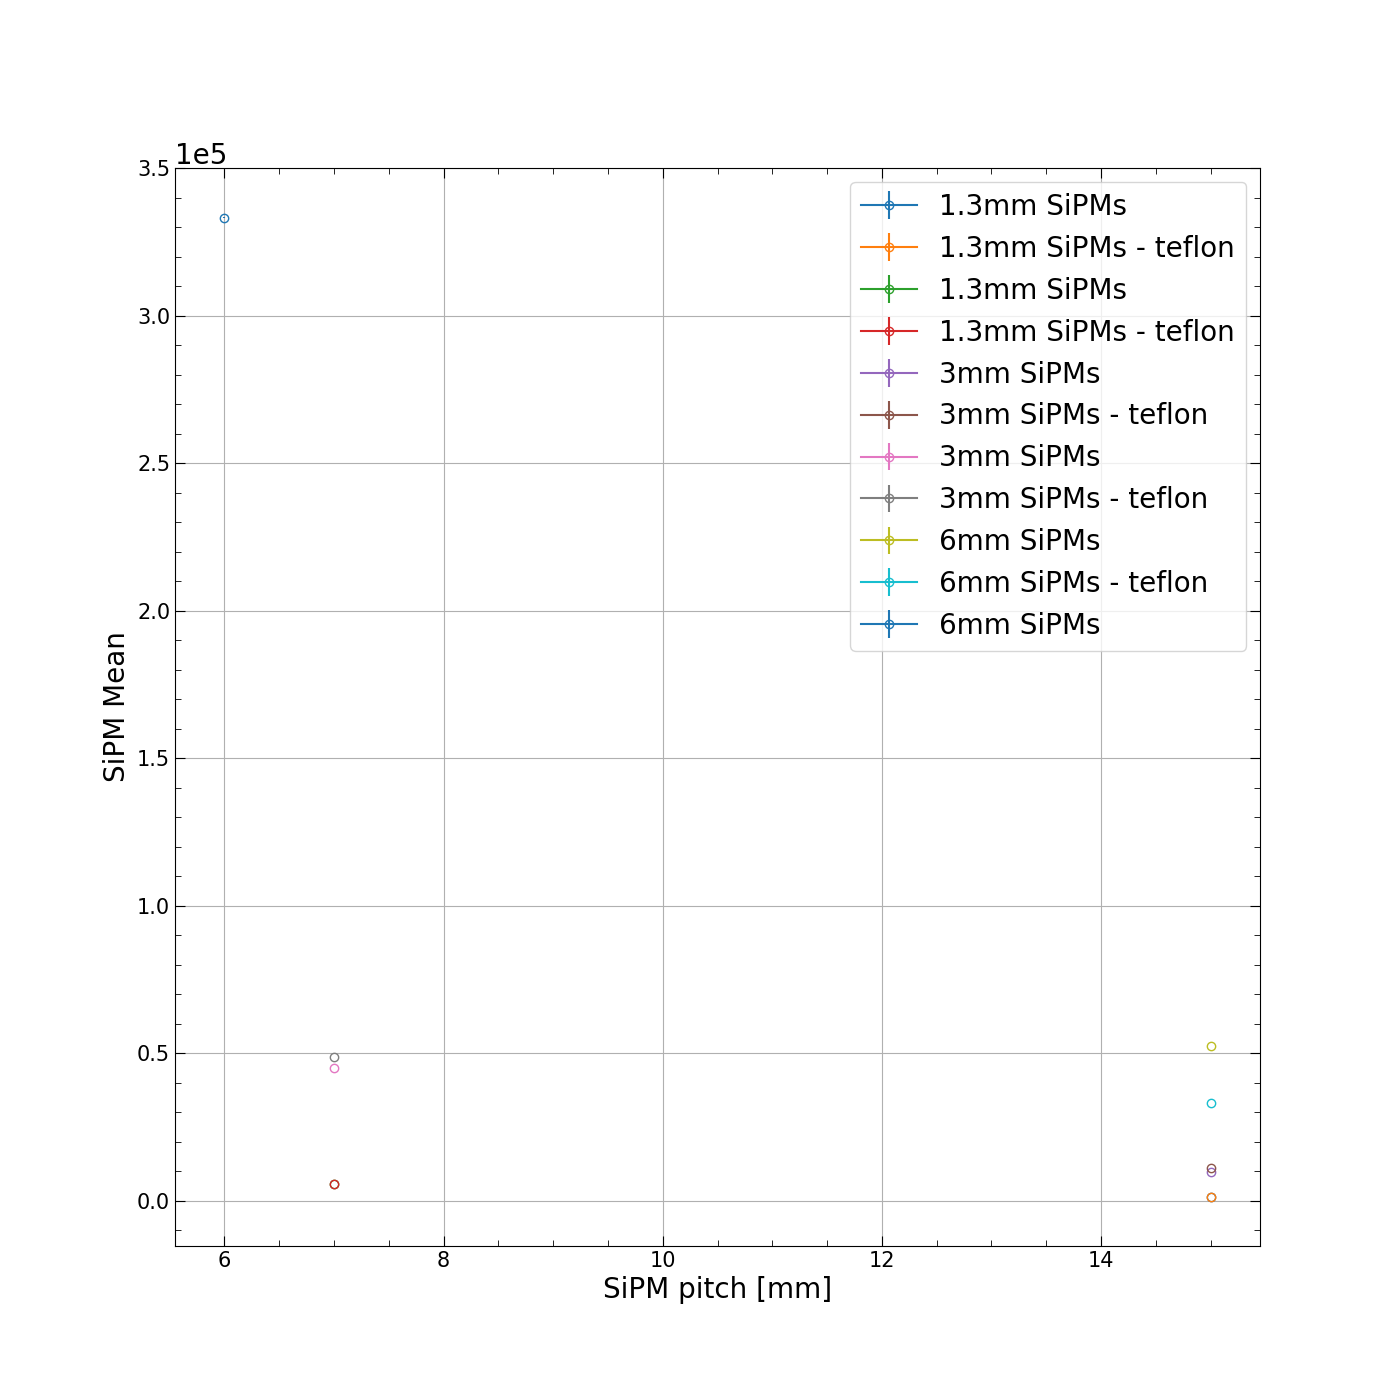 1e5
3.5
3.0
2.5
2.0
1.5
1.0
0.5
0.0
SiPM Mean
1.3mm SiPMs
1.3mm SiPMs - teflon
1.3mm SiPMs
1.3mm SiPMs - teflon
3mm SiPMs
3mm SiPMs - teflon
3mm SiPMs
3mm SiPMs - teflon
6mm SiPMs
6mm SiPMs - teflon
6mm SiPMs
6 8 10 12 14
SiPM pitch [mm]